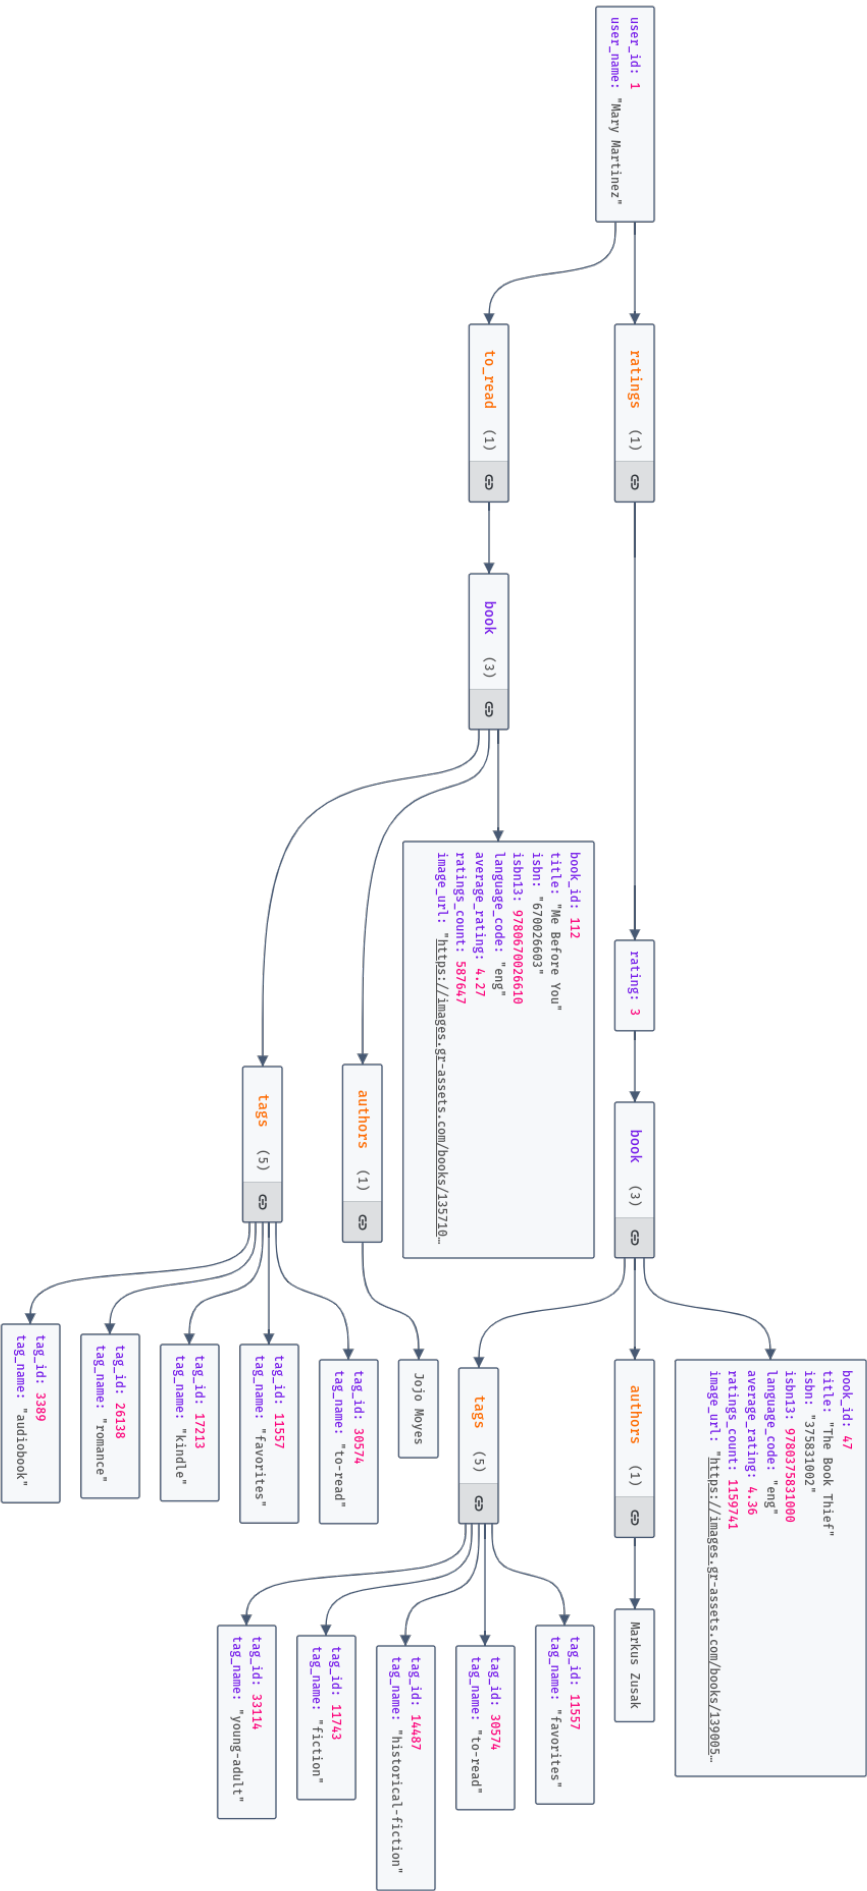 user_id: 1
user_name: "Mary Martinez"
ratings (1)
to_read (1)
book (3)
book_id: 112
title: "Me Before You"
isbn: "670026603"
isbn13: 9780670026610
language_code: "eng"
average_rating: 4.27
ratings_count: 587647
image_url: "https://images.gr-assets.com/books/135710…
rating: 3
book (3)
authors (1)
tags (5)
book_id: 47
title: "The Book Thief"
isbn: "375831002"
isbn13: 9780375831000
language_code: "eng"
average_rating: 4.36
ratings_count: 1159741
image_url: "https://images.gr-assets.com/books/139005…
authors (1)
tags (5)
Jojo Moyes
tag_id: 30574
tag_name: "to-read"
tag_id: 11557
tag_name: "favorites"
tag_id: 17213
tag_name: "kindle"
tag_id: 26138
tag_name: "romance"
tag_id: 3389
tag_name: "audiobook"
Markus Zusak
tag_id: 11557
tag_name: "favorites"
tag_id: 30574
tag_name: "to-read"
tag_id: 14487
tag_name: "historical-fiction"
tag_id: 11743
tag_name: "fiction"
tag_id: 33114
tag_name: "young-adult"